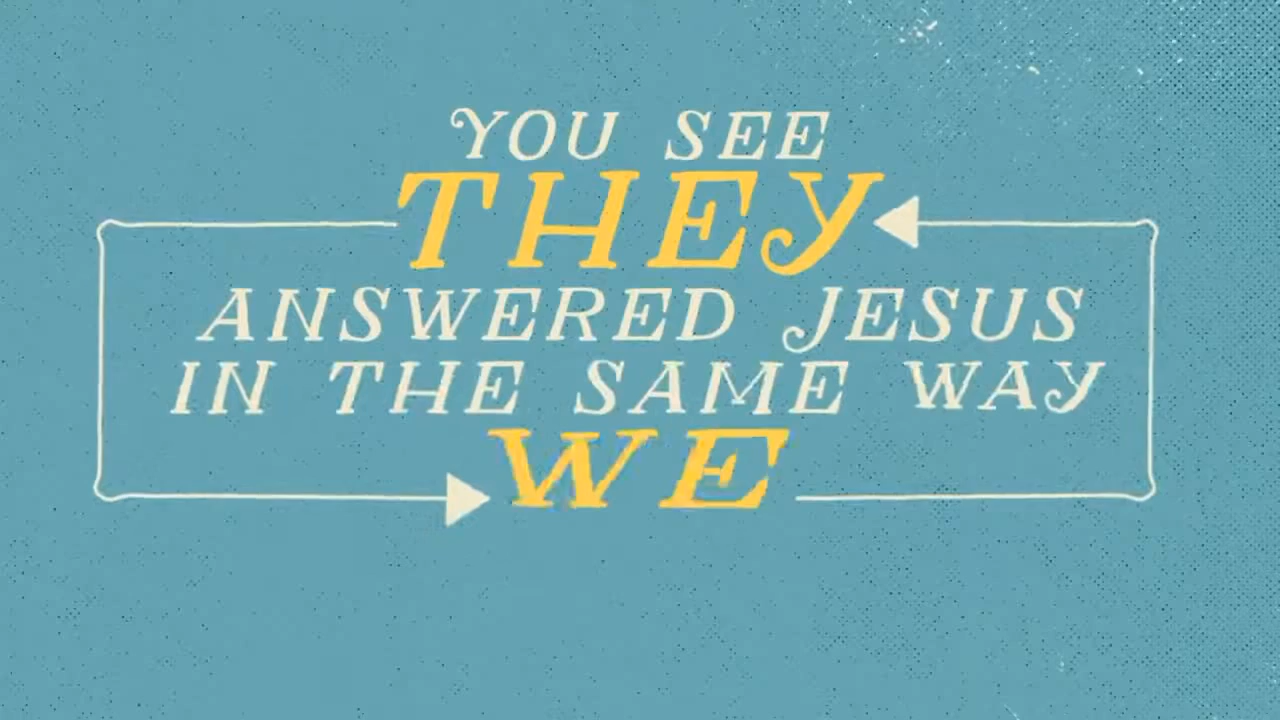 YOU SEE
THEY
ANSWERED JESUS
IN THE SAME WAY
WE